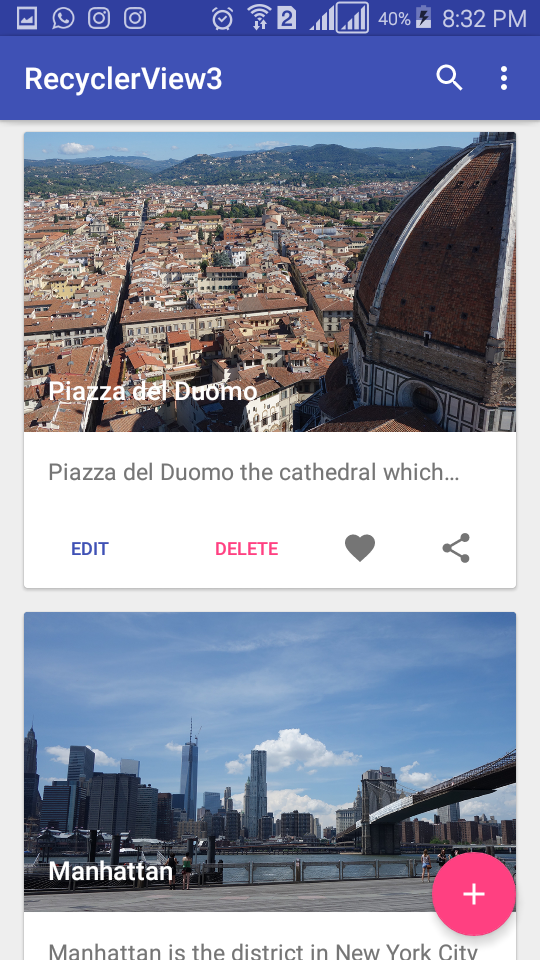 2 40% 8:32 PM
RecyclerView3
Piazza del Duomo
Piazza del Duomo the cathedral which...
EDIT DELETE
Manhattan
Manhattan is the district in New York City